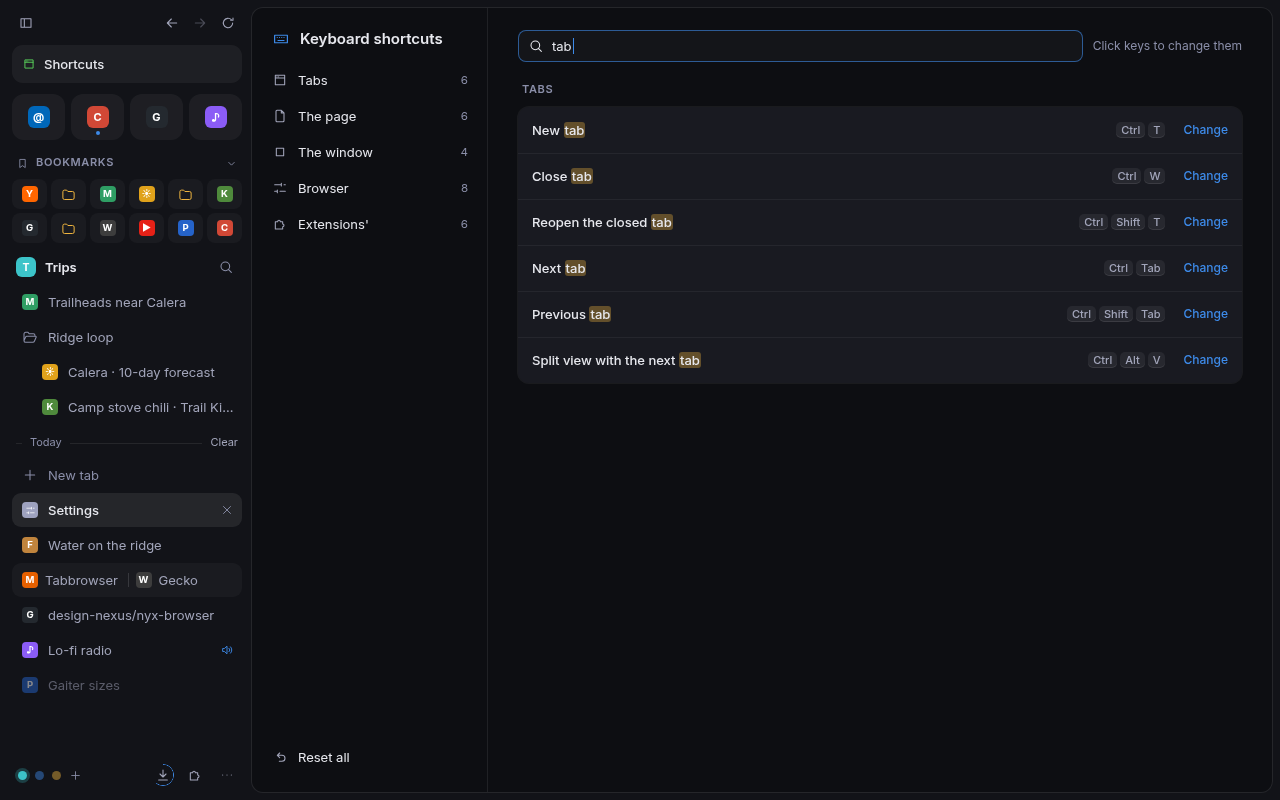 Shortcuts
@
C
G
BOOKMARKS
Y
M
K
G
W
P
C
T Trips
M Trailheads near Calera
Ridge loop
Calera · 10-day forecast
K Camp stove chili · Trail Ki...
Today
Clear
New tab
Settings
F Water on the ridge
M Tabbrowser
W Gecko
G design-nexus/nyx-browser
Lo-fi radio
P Gaiter sizes
Keyboard shortcuts
Tabs 6
The page 6
The window 4
Browser 8
Extensions' 6
Reset all
tab
Click keys to change them
TABS
New tab Ctrl T Change
Close tab Ctrl W Change
Reopen the closed tab Ctrl Shift T Change
Next tab Ctrl Tab Change
Previous tab Ctrl Shift Tab Change
Split view with the next tab Ctrl Alt V Change